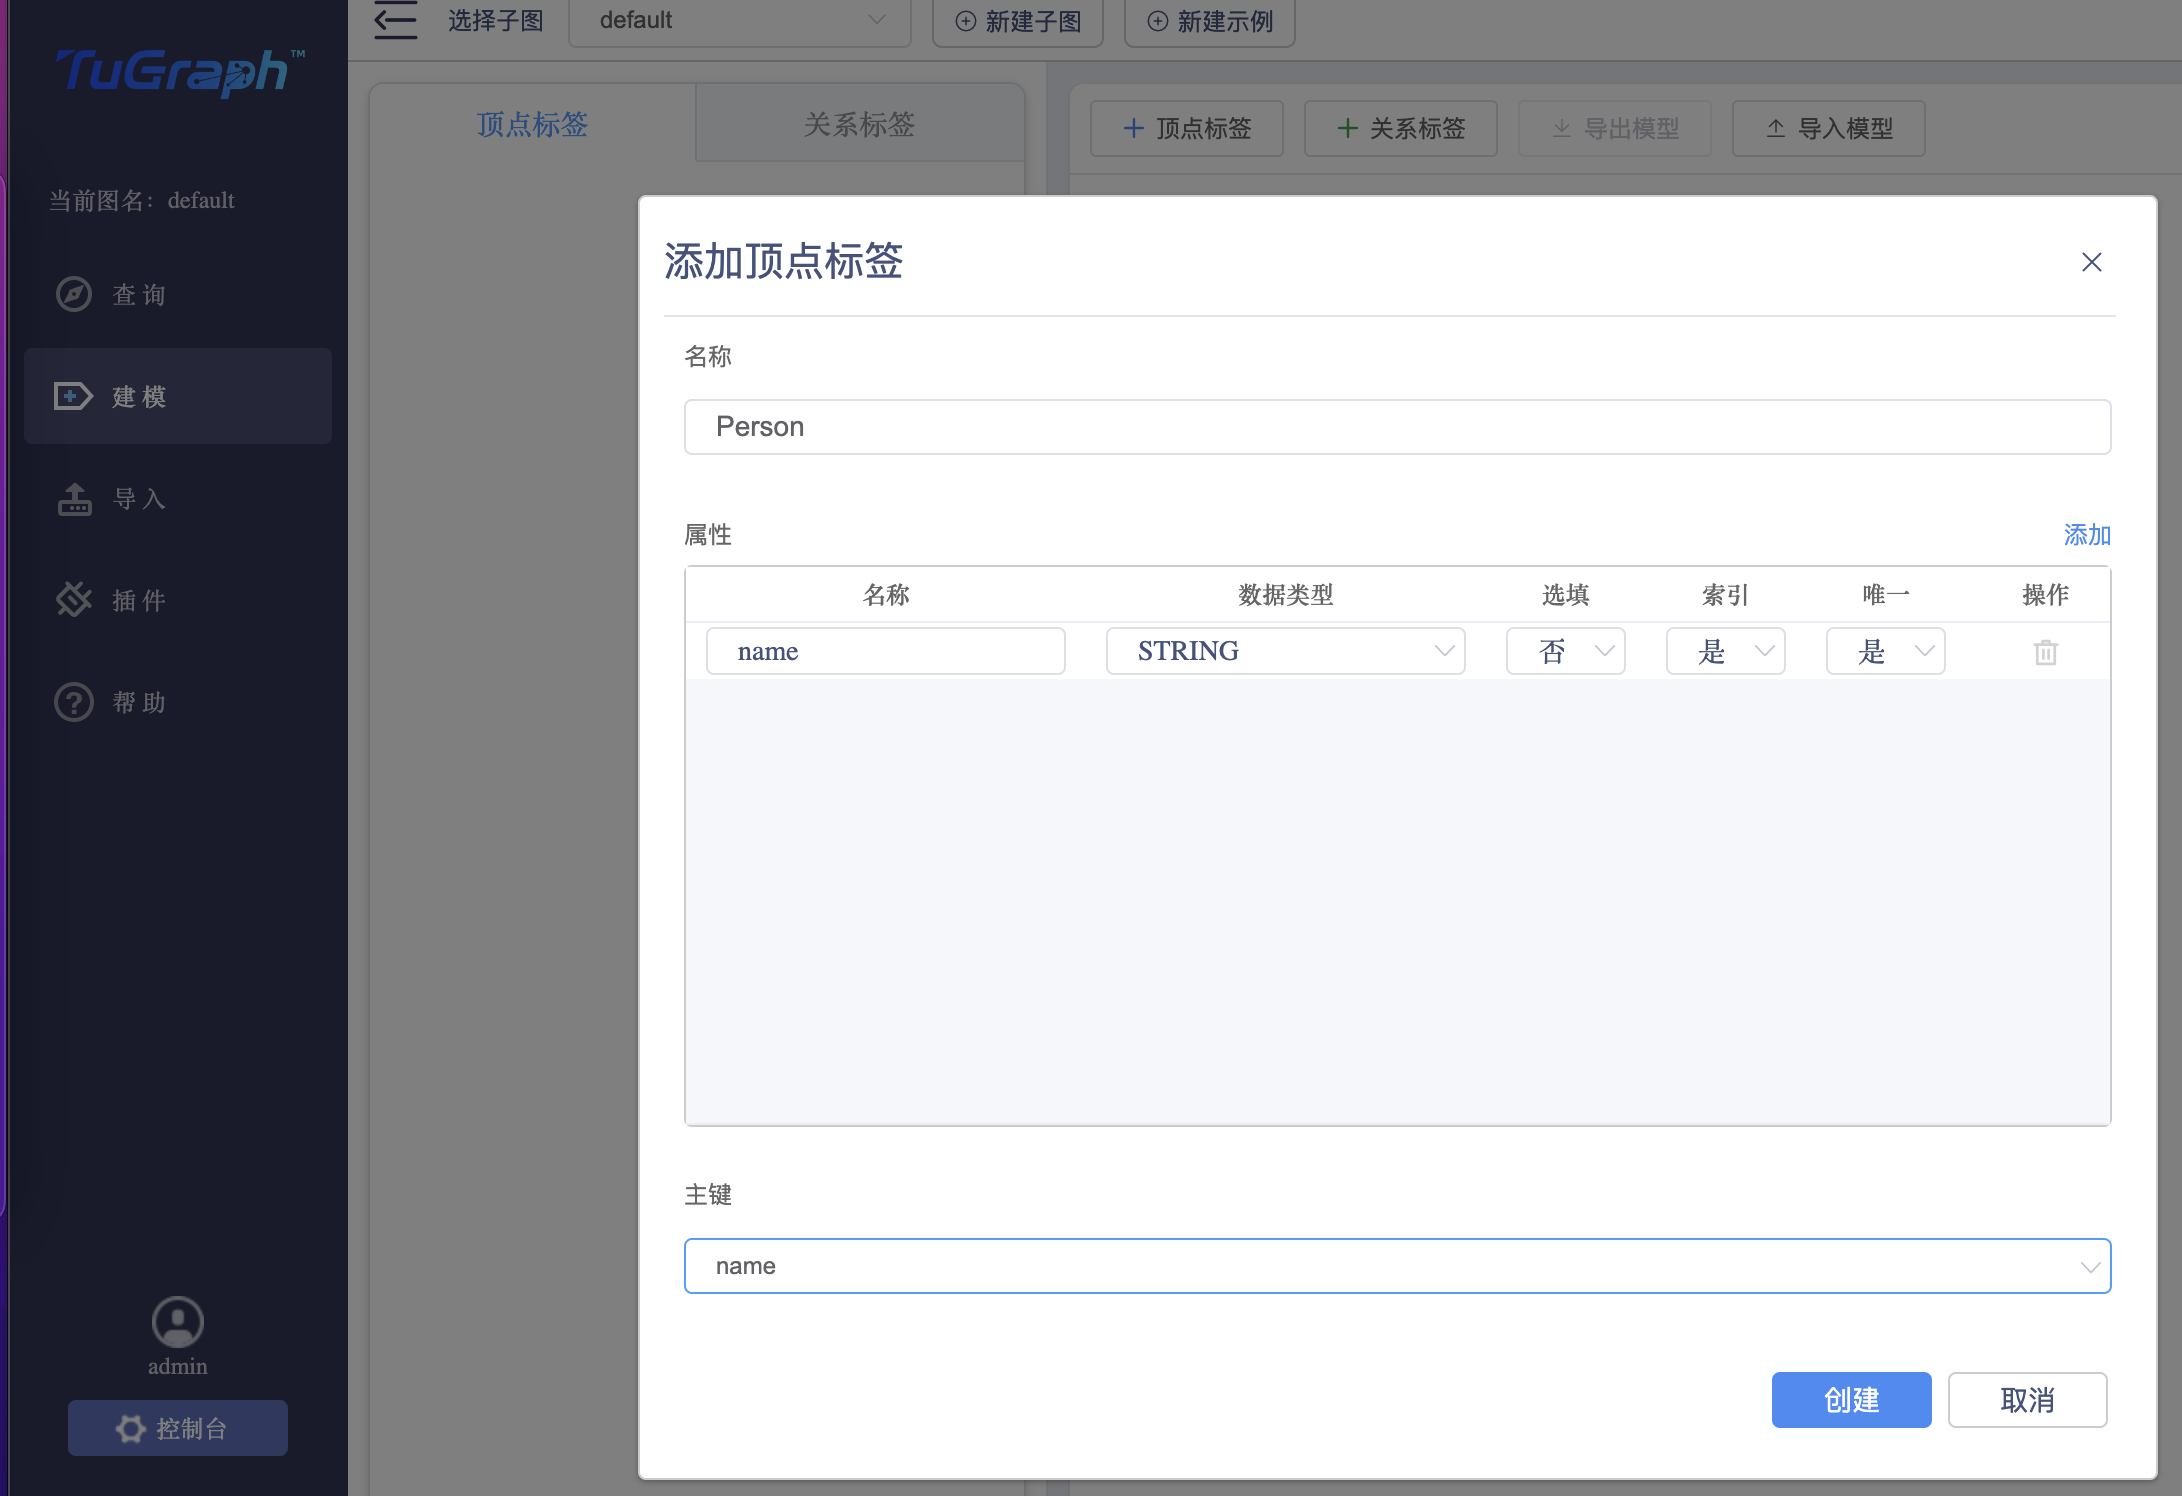 TuGraph™
当前图名：default
查询
建模
导入
插件
帮助
admin
控制台
选择子图 default 新建子图 新建示例
顶点标签 关系标签
顶点标签 关系标签 导出模型 导入模型
添加顶点标签
名称
Person
属性 添加
名称 数据类型 选填 索引 唯一 操作
name STRING 否 是 是
主键
name
创建 取消